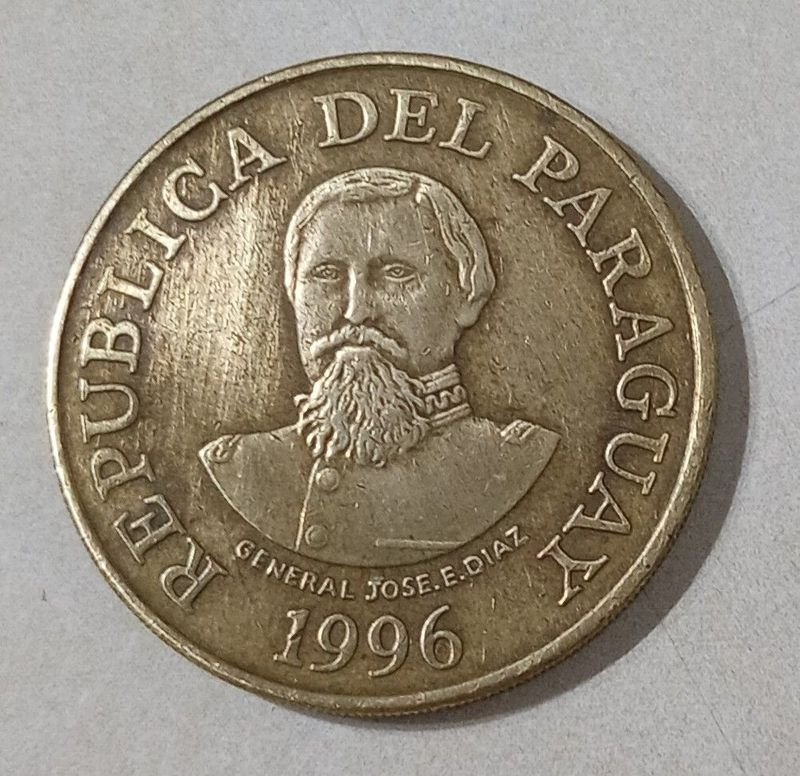 REPUBLICA DEL PARAGUAY
GENERAL JOSE.E.DIAZ
1996